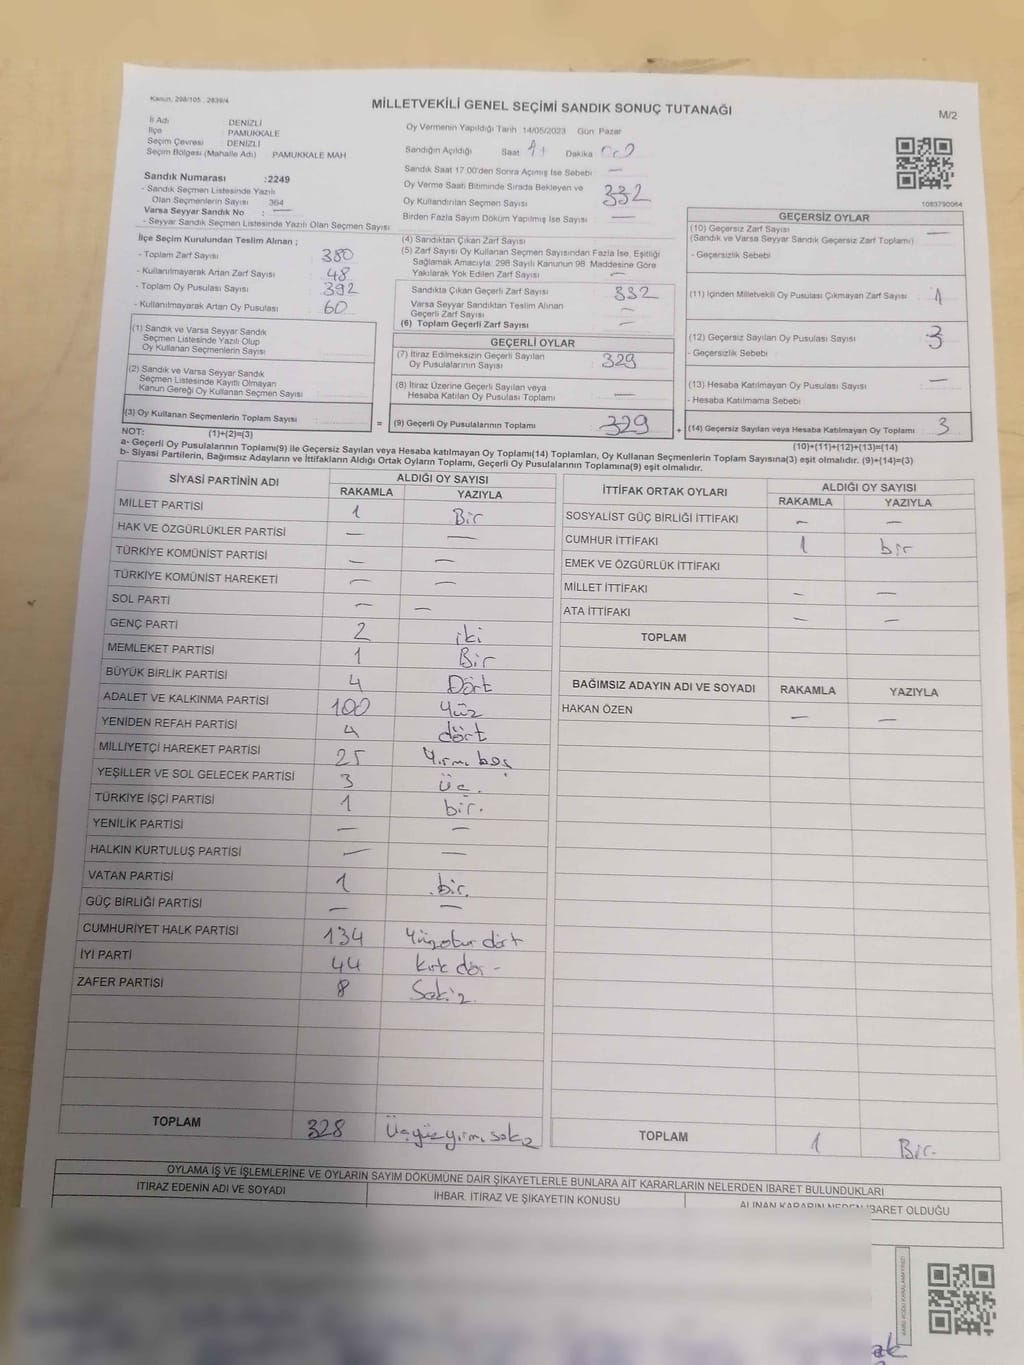 Kanun, 298/105 , 2839/4
MİLLETVEKİLİ GENEL SEÇİMİ SANDIK SONUÇ TUTANAĞI
M/2
İl Adı : DENİZLİ
İlçe : PAMUKKALE
Seçim Çevresi : DENİZLİ
Seçim Bölgesi (Mahalle Adı) : PAMUKKALE MAH
Sandık Numarası :2249
- Sandık Seçmen Listesinde Yazılı
Olan Seçmenlerin Sayısı : 364
Varsa Seyyar Sandık No : —
- Seyyar Sandık Seçmen Listesinde Yazılı Olan Seçmen Sayısı
Oy Vermenin Yapıldığı Tarih 14/05/2023 Gün Pazar
Sandığın Açıldığı Saat Dakika
Sandık Saat 17.00'den Sonra Açılmış İse Sebebi —
Oy Verme Saati Bitiminde Sırada Bekleyen ve
Oy Kullandırılan Seçmen Sayısı 332
Birden Fazla Sayım Döküm Yapılmış İse Sayısı —
1083790064
İlçe Seçim Kurulundan Teslim Alınan ;
- Toplam Zarf Sayısı : 380
- Kullanılmayarak Artan Zarf Sayısı : 48
- Toplam Oy Pusulası Sayısı : 392
- Kullanılmayarak Artan Oy Pusulası : 60
(1) Sandık ve Varsa Seyyar Sandık
Seçmen Listesinde Yazılı Olup
Oy Kullanan Seçmenlerin Sayısı
(2) Sandık ve Varsa Seyyar Sandık
Seçmen Listesinde Kayıtlı Olmayan
Kanun Gereği Oy Kullanan Seçmen Sayısı
(3) Oy Kullanan Seçmenlerin Toplam Sayısı
(4) Sandıktan Çıkan Zarf Sayısı
(5) Zarf Sayısı Oy Kullanan Seçmen Sayısından Fazla İse, Eşitliği
Sağlamak Amacıyla, 298 Sayılı Kanunun 98. Maddesine Göre
Yakılarak Yok Edilen Zarf Sayısı —
Sandıkta Çıkan Geçerli Zarf Sayısı 332
Varsa Seyyar Sandıktan Teslim Alınan
Geçerli Zarf Sayısı —
(6) Toplam Geçerli Zarf Sayısı —
GEÇERLİ OYLAR
(7) İtiraz Edilmeksizin Geçerli Sayılan
Oy Pusulalarının Sayısı 329
(8) İtiraz Üzerine Geçerli Sayılan veya
Hesaba Katılan Oy Pusulası Toplamı —
= (9) Geçerli Oy Pusulalarının Toplamı 329
GEÇERSİZ OYLAR
(10) Geçersiz Zarf Sayısı —
(Sandık ve Varsa Seyyar Sandık Geçersiz Zarf Toplamı)
- Geçersizlik Sebebi
(11) İçinden Milletvekili Oy Pusulası Çıkmayan Zarf Sayısı 1
(12) Geçersiz Sayılan Oy Pusulası Sayısı : 3
- Geçersizlik Sebebi
(13) Hesaba Katılmayan Oy Pusulası Sayısı : —
- Hesaba Katılmama Sebebi
+ (14) Geçersiz Sayılan veya Hesaba Katılmayan Oy Toplamı 3
NOT: (1)+(2)=(3)
(10)+(11)+(12)+(13)=(14)
a- Geçerli Oy Pusulalarının Toplamı(9) ile Geçersiz Sayılan veya Hesaba katılmayan Oy Toplamı(14) Toplamları, Oy Kullanan Seçmenlerin Toplam Sayısına(3) eşit olmalıdır. (9)+(14)=(3)
b- Siyasi Partilerin, Bağımsız Adayların ve İttifakların Aldığı Ortak Oyların Toplamı, Geçerli Oy Pusulalarının Toplamına(9) eşit olmalıdır.
SİYASİ PARTİNİN ADI ALDIĞI OY SAYISI
RAKAMLA YAZIYLA
MİLLET PARTİSİ 1 Bir
HAK VE ÖZGÜRLÜKLER PARTİSİ — —
TÜRKİYE KOMÜNİST PARTİSİ — —
TÜRKİYE KOMÜNİST HAREKETİ — —
SOL PARTİ — —
GENÇ PARTİ 2 iki
MEMLEKET PARTİSİ 1 Bir
BÜYÜK BİRLİK PARTİSİ 4 Dört
ADALET VE KALKINMA PARTİSİ 100 Yüz
YENİDEN REFAH PARTİSİ 4 dört
MİLLİYETÇİ HAREKET PARTİSİ 25 Yirmi beş
YEŞİLLER VE SOL GELECEK PARTİSİ 3 üç.
TÜRKİYE İŞÇİ PARTİSİ 1 bir.
YENİLİK PARTİSİ — —
HALKIN KURTULUŞ PARTİSİ — —
VATAN PARTİSİ 1 bir.
GÜÇ BİRLİĞİ PARTİSİ — —
CUMHURİYET HALK PARTİSİ 134 Yüzotuz dört
İYİ PARTİ 44 kırk dör-
ZAFER PARTİSİ 8 Sekiz.
TOPLAM 328 Üçyüzyirmi sekiz
İTTİFAK ORTAK OYLARI ALDIĞI OY SAYISI
RAKAMLA YAZIYLA
SOSYALİST GÜÇ BİRLİĞİ İTTİFAKI — —
CUMHUR İTTİFAKI 1 bir
EMEK VE ÖZGÜRLÜK İTTİFAKI
MİLLET İTTİFAKI — —
ATA İTTİFAKI — —
TOPLAM
BAĞIMSIZ ADAYIN ADI VE SOYADI RAKAMLA YAZIYLA
HAKAN ÖZEN — —
TOPLAM 1 Bir.
OYLAMA İŞ VE İŞLEMLERİNE VE OYLARIN SAYIM DÖKÜMÜNE DAİR ŞİKAYETLERLE BUNLARA AİT KARARLARIN NELERDEN İBARET BULUNDUKLARI
İTİRAZ EDENİN ADI VE SOYADI İHBAR, İTİRAZ VE ŞİKAYETİN KONUSU ALINAN KARARIN NEDEN İBARET OLDUĞU